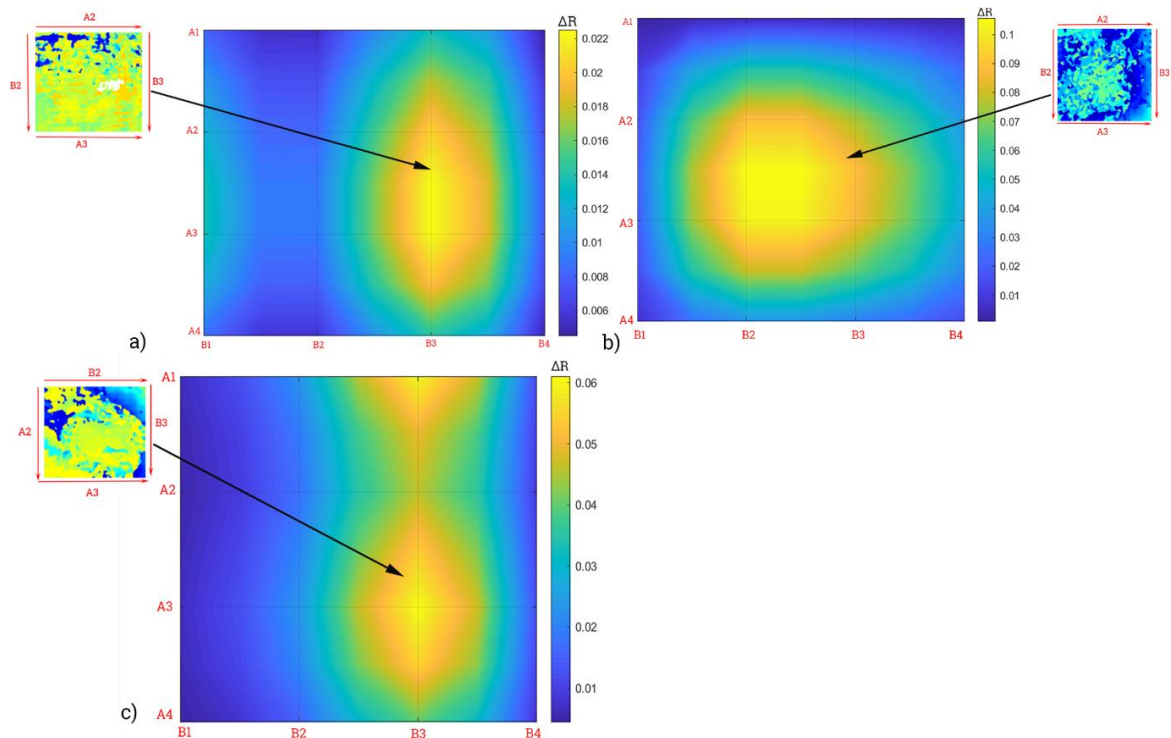 A2
B2
B3
A3
ΔR
A1
A2
A3
A4
B1
B2
B3
B4
0.022
0.02
0.018
0.016
0.014
0.012
0.01
0.008
0.006
a)
ΔR
A1
A2
A3
A4
B1
B2
B3
B4
0.1
0.09
0.08
0.07
0.06
0.05
0.04
0.03
0.02
0.01
b)
A2
B2
B3
A3
B2
A2
B3
A3
ΔR
A1
A2
A3
A4
B1
B2
B3
B4
0.06
0.05
0.04
0.03
0.02
0.01
c)